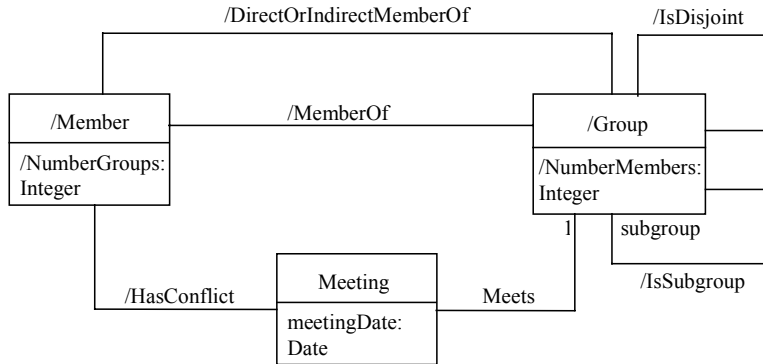 /DirectOrIndirectMemberOf
/IsDisjoint
/Member
/MemberOf
/Group
/NumberGroups:
Integer
/NumberMembers:
Integer
1
subgroup
/HasConflict
Meeting
Meets
/IsSubgroup
meetingDate:
Date